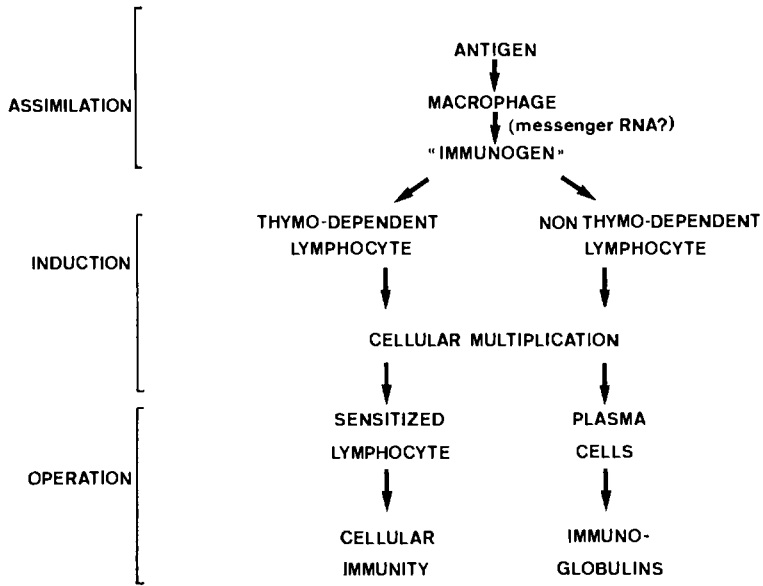 ASSIMILATION
ANTIGEN
MACROPHAGE
(messenger RNA?)
"IMMUNOGEN"
INDUCTION
THYMO-DEPENDENT
LYMPHOCYTE
NON THYMO-DEPENDENT
LYMPHOCYTE
CELLULAR MULTIPLICATION
OPERATION
SENSITIZED
LYMPHOCYTE
PLASMA
CELLS
CELLULAR
IMMUNITY
IMMUNO-
GLOBULINS